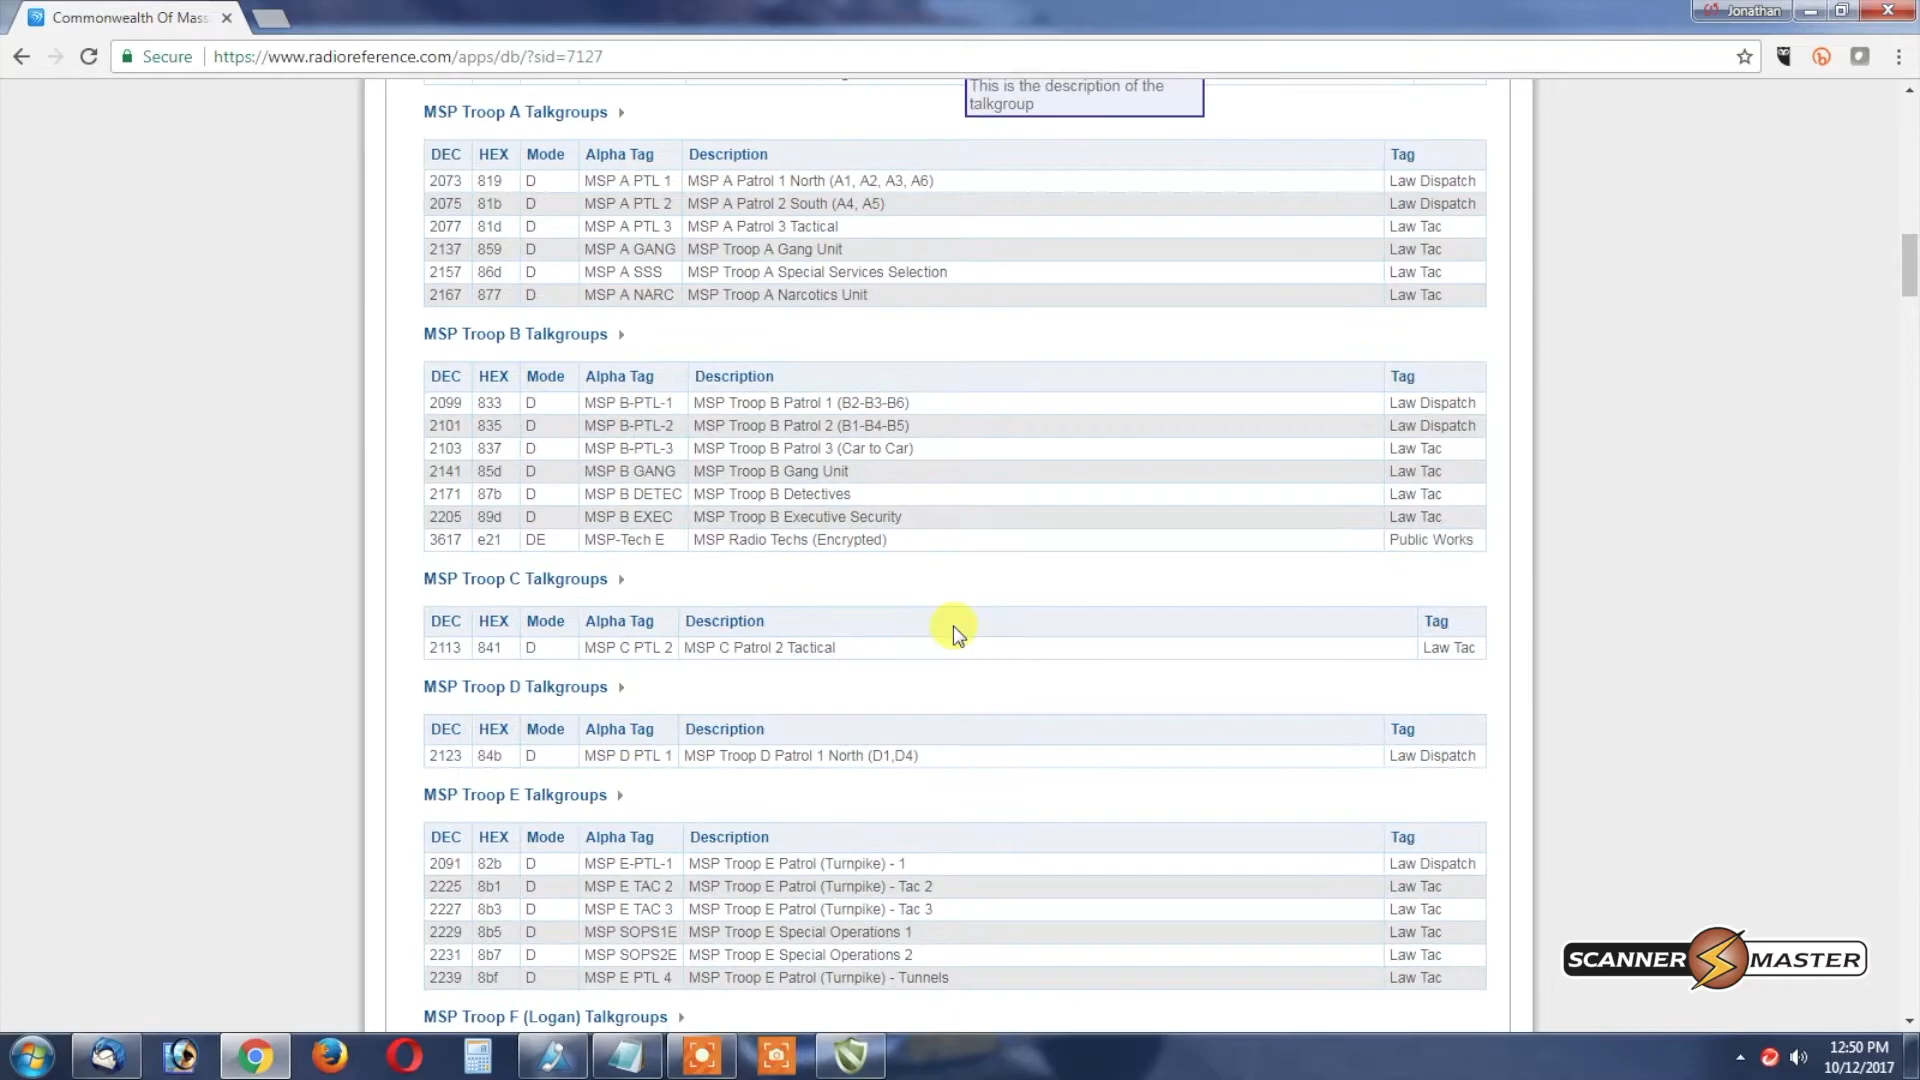 Commonwealth Of Mass
Jonathan
Secure
https://www.radioreference.com/apps/db/?sid=7127
This is the description of the
talkgroup
MSP Troop A Talkgroups
DEC HEX Mode Alpha Tag Description Tag
2073 819 D MSP A PTL 1 MSP A Patrol 1 North (A1, A2, A3, A6) Law Dispatch
2075 81b D MSP A PTL 2 MSP A Patrol 2 South (A4, A5) Law Dispatch
2077 81d D MSP A PTL 3 MSP A Patrol 3 Tactical Law Tac
2137 859 D MSP A GANG MSP Troop A Gang Unit Law Tac
2157 86d D MSP A SSS MSP Troop A Special Services Selection Law Tac
2167 877 D MSP A NARC MSP Troop A Narcotics Unit Law Tac
MSP Troop B Talkgroups
DEC HEX Mode Alpha Tag Description Tag
2099 833 D MSP B-PTL-1 MSP Troop B Patrol 1 (B2-B3-B6) Law Dispatch
2101 835 D MSP B-PTL-2 MSP Troop B Patrol 2 (B1-B4-B5) Law Dispatch
2103 837 D MSP B-PTL-3 MSP Troop B Patrol 3 (Car to Car) Law Tac
2141 85d D MSP B GANG MSP Troop B Gang Unit Law Tac
2171 87b D MSP B DETEC MSP Troop B Detectives Law Tac
2205 89d D MSP B EXEC MSP Troop B Executive Security Law Tac
3617 e21 DE MSP-Tech E MSP Radio Techs (Encrypted) Public Works
MSP Troop C Talkgroups
DEC HEX Mode Alpha Tag Description Tag
2113 841 D MSP C PTL 2 MSP C Patrol 2 Tactical Law Tac
MSP Troop D Talkgroups
DEC HEX Mode Alpha Tag Description Tag
2123 84b D MSP D PTL 1 MSP Troop D Patrol 1 North (D1,D4) Law Dispatch
MSP Troop E Talkgroups
DEC HEX Mode Alpha Tag Description Tag
2091 82b D MSP E-PTL-1 MSP Troop E Patrol (Turnpike) - 1 Law Dispatch
2225 8b1 D MSP E TAC 2 MSP Troop E Patrol (Turnpike) - Tac 2 Law Tac
2227 8b3 D MSP E TAC 3 MSP Troop E Patrol (Turnpike) - Tac 3 Law Tac
2229 8b5 D MSP SOPS1E MSP Troop E Special Operations 1 Law Tac
2231 8b7 D MSP SOPS2E MSP Troop E Special Operations 2 Law Tac
2239 8bf D MSP E PTL 4 MSP Troop E Patrol (Turnpike) - Tunnels Law Tac
MSP Troop F (Logan) Talkgroups
SCANNER MASTER
12:50 PM
10/12/2017